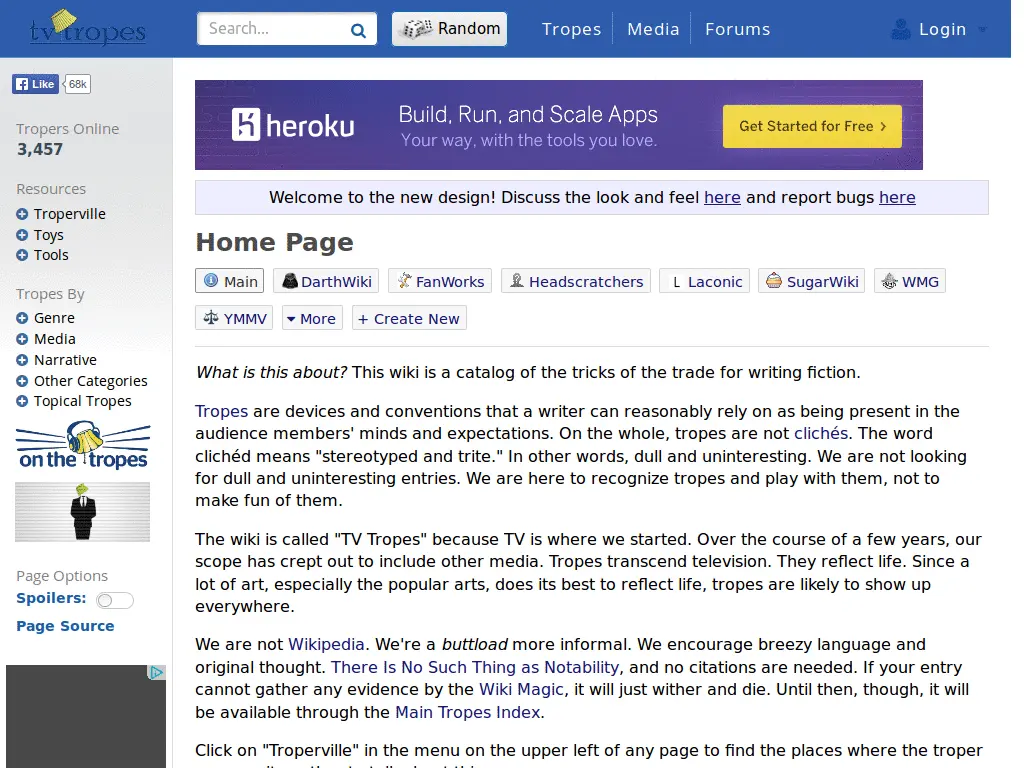 tv tropes
Search...
Random
Tropes
Media
Forums
Login
Like
68k
Tropers Online
3,457
Resources
Troperville
Toys
Tools
Tropes By
Genre
Media
Narrative
Other Categories
Topical Tropes
on the tropes
Page Options
Spoilers:
Page Source
heroku
Build, Run, and Scale Apps
Your way, with the tools you love.
Get Started for Free ›
Welcome to the new design! Discuss the look and feel here and report bugs here
Home Page
Main DarthWiki FanWorks Headscratchers L Laconic SugarWiki WMG
YMMV More + Create New
What is this about? This wiki is a catalog of the tricks of the trade for writing fiction.
Tropes are devices and conventions that a writer can reasonably rely on as being present in the
audience members' minds and expectations. On the whole, tropes are not clichés. The word
clichéd means "stereotyped and trite." In other words, dull and uninteresting. We are not looking
for dull and uninteresting entries. We are here to recognize tropes and play with them, not to
make fun of them.
The wiki is called "TV Tropes" because TV is where we started. Over the course of a few years, our
scope has crept out to include other media. Tropes transcend television. They reflect life. Since a
lot of art, especially the popular arts, does its best to reflect life, tropes are likely to show up
everywhere.
We are not Wikipedia. We're a buttload more informal. We encourage breezy language and
original thought. There Is No Such Thing as Notability, and no citations are needed. If your entry
cannot gather any evidence by the Wiki Magic, it will just wither and die. Until then, though, it will
be available through the Main Tropes Index.
Click on "Troperville" in the menu on the upper left of any page to find the places where the troper